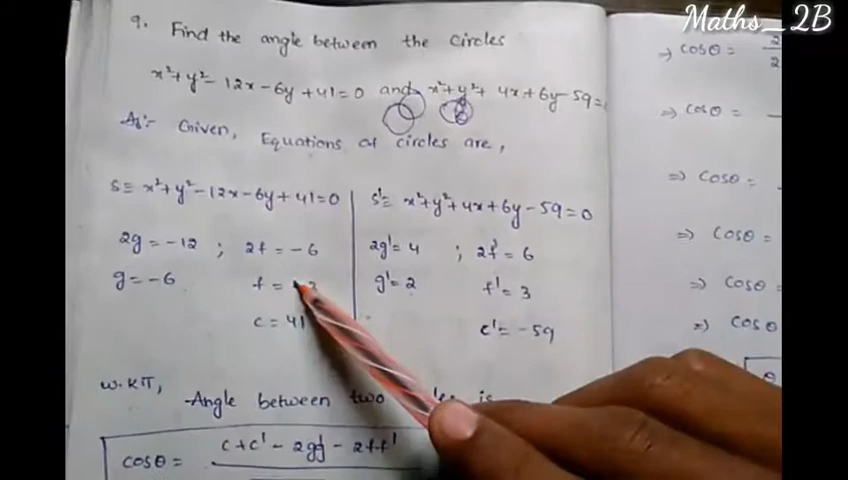 Maths_2B
9. Find the angle between the circles
x²+y²-12x-6y+41=0 and x²+y²+4x+6y-59=
As:- Given, Equations of circles are,
S≡ x²+y²-12x-6y+41=0
2g=-12 ; 2f=-6
g=-6 f=
c=41
S'≡ x²+y²+4x+6y-59=0
2g'=4 ; 2f'=6
g'=2 f'=3
c'=-59
W.K.T, Angle between two is
cosθ= c+c'-2gg'-2ff'
→ cosθ= 2
⇒ cosθ=
⇒ cosθ=
⇒ cosθ=
⇒ cosθ=
⇒ cosθ
θ